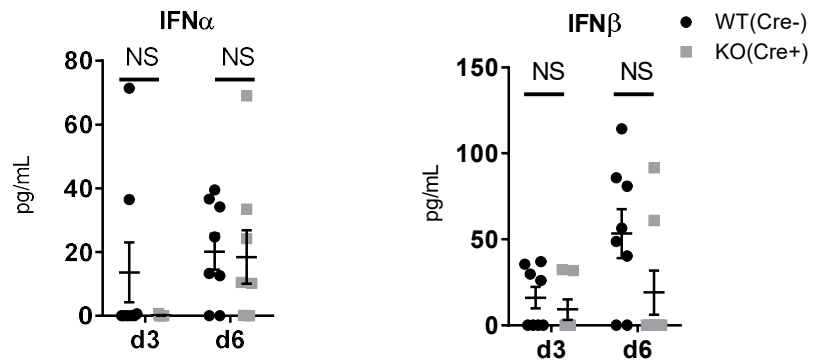 IFNα
NS NS
80
60
40
20
0
pg/mL
d3 d6
IFNβ
NS NS
150
100
50
0
pg/mL
d3 d6
WT(Cre-)
KO(Cre+)